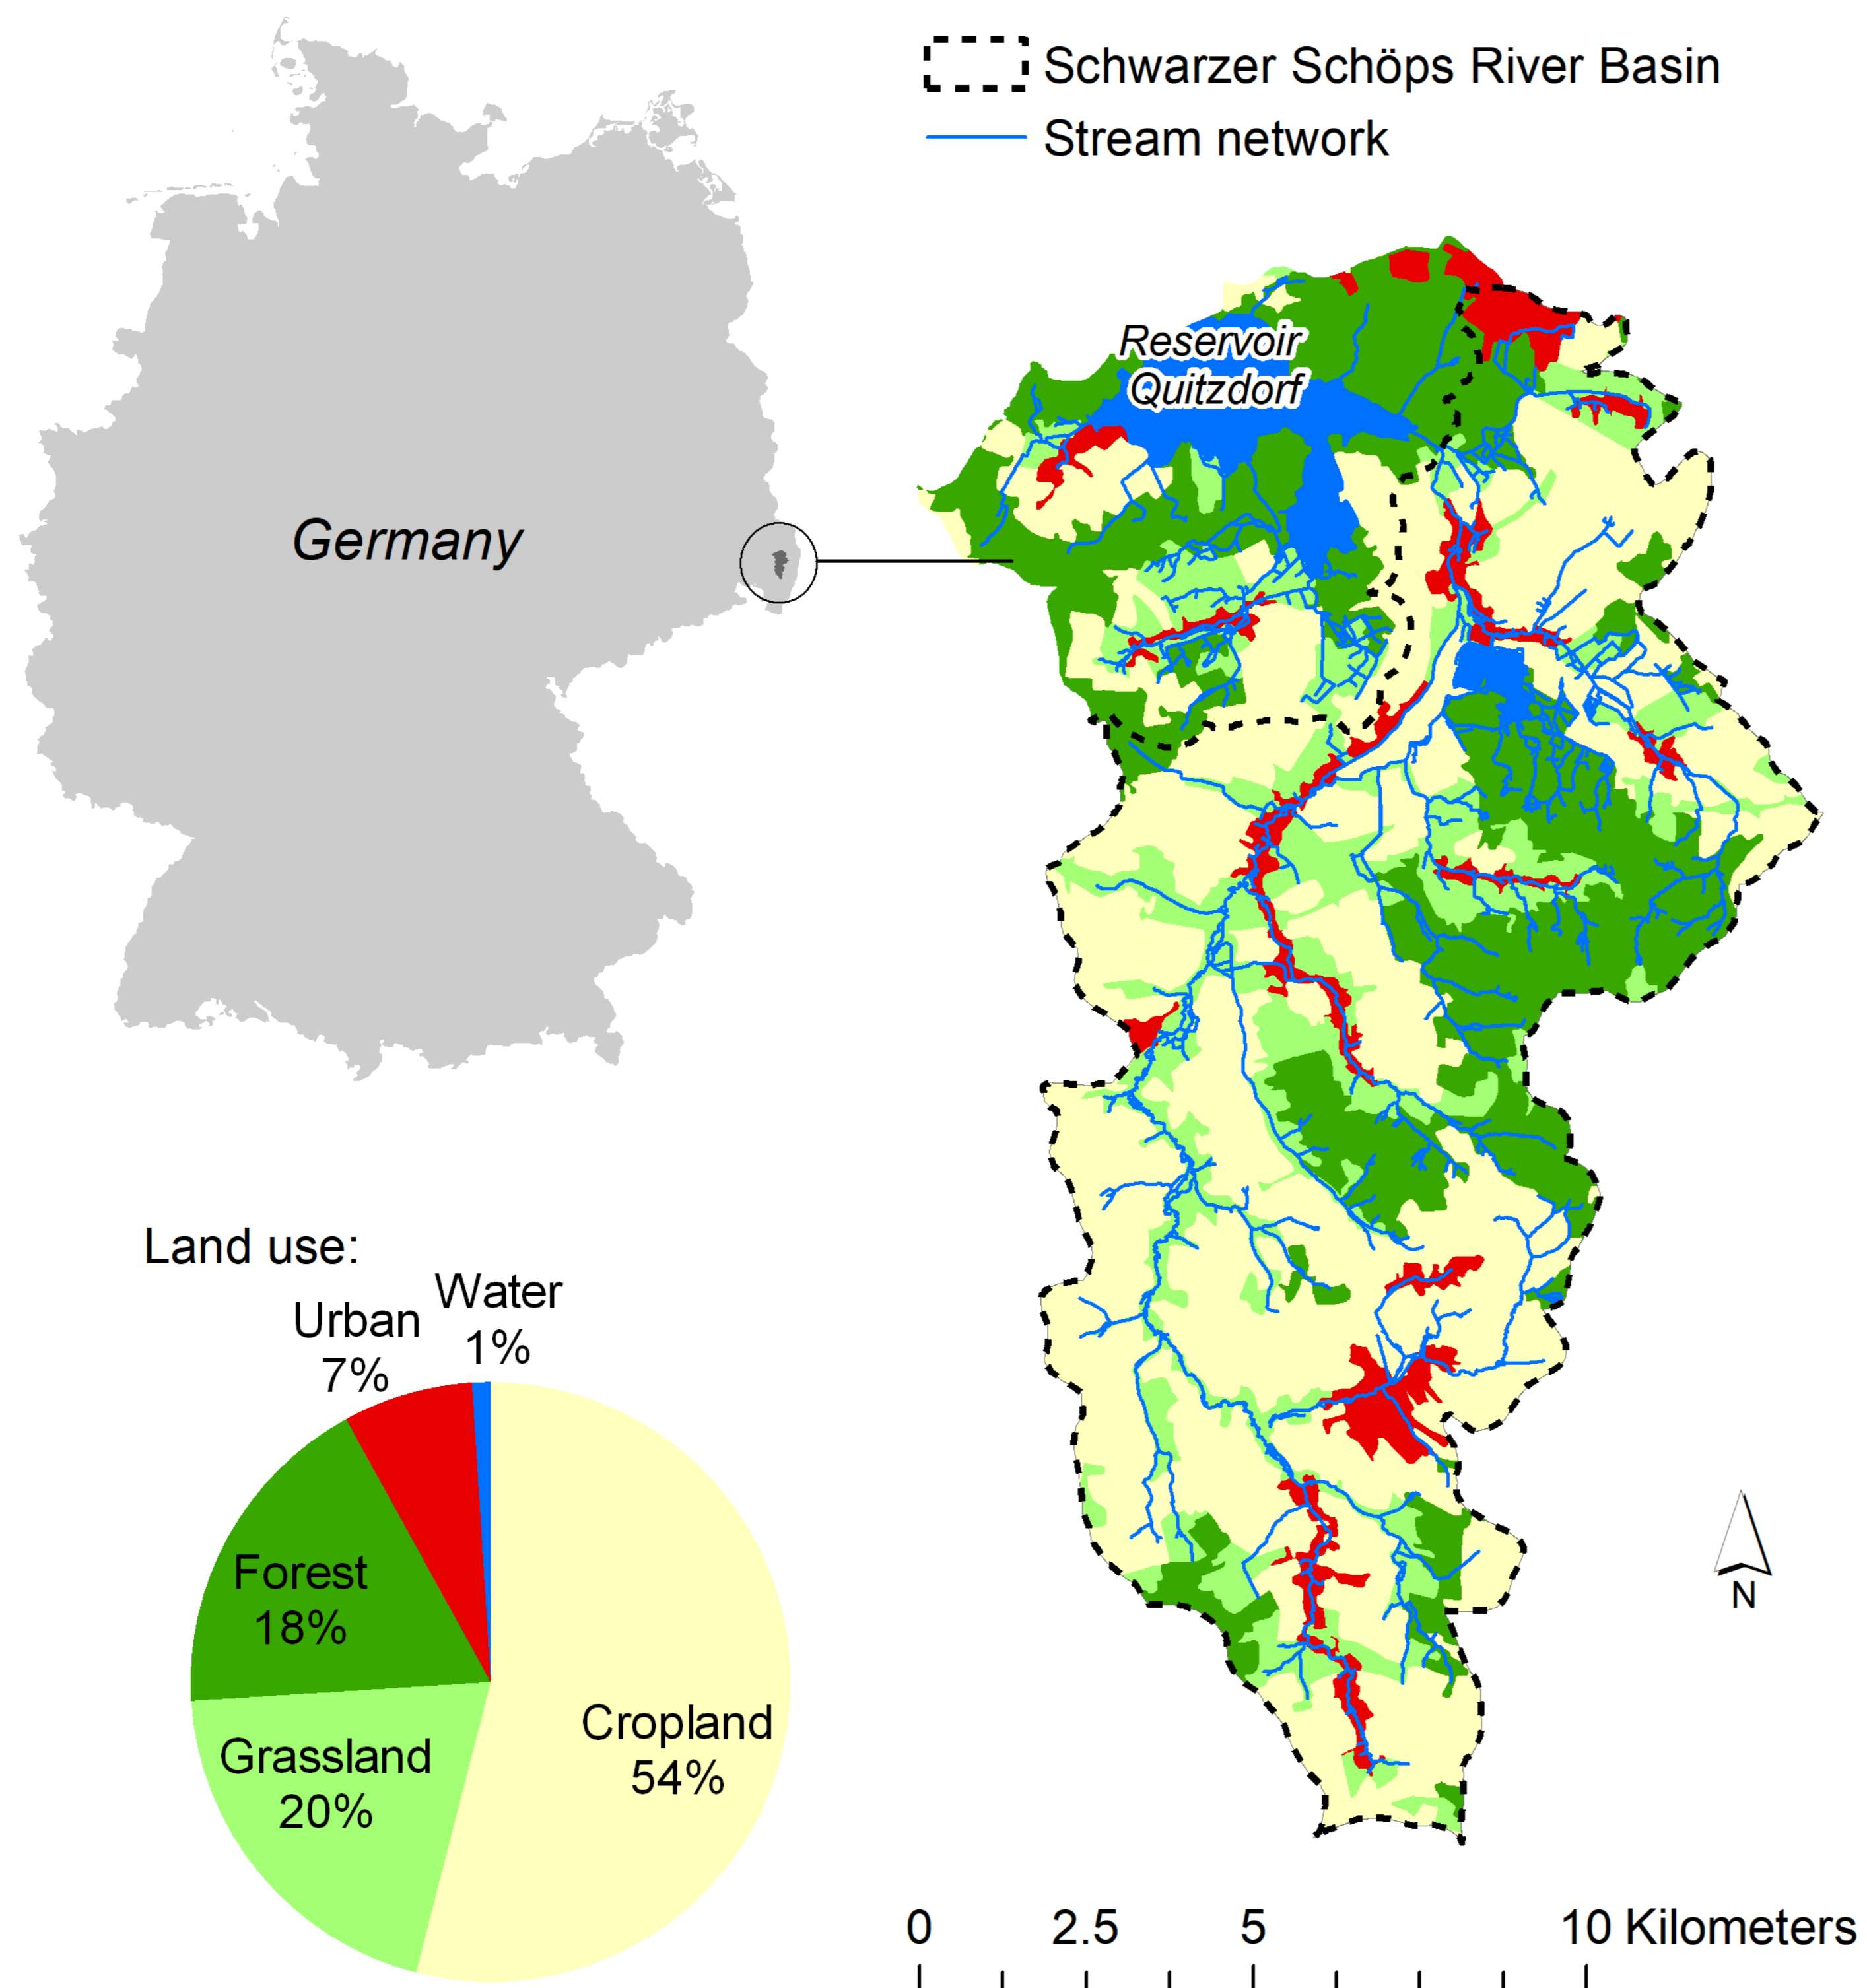 Schwarzer Schöps River Basin
Stream network
Reservoir
Quitzdorf
Germany
Land use:
Water
1%
Urban
7%
Forest
18%
Grassland
20%
Cropland
54%
N
0 2.5 5 10 Kilometers